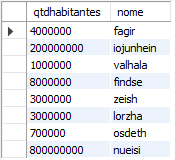 qtdhabitantes nome
4000000 fagir
200000000 iojunhein
1000000 valhala
8000000 findse
3000000 zeish
3000000 lorzha
700000 osdeth
800000000 nueisi